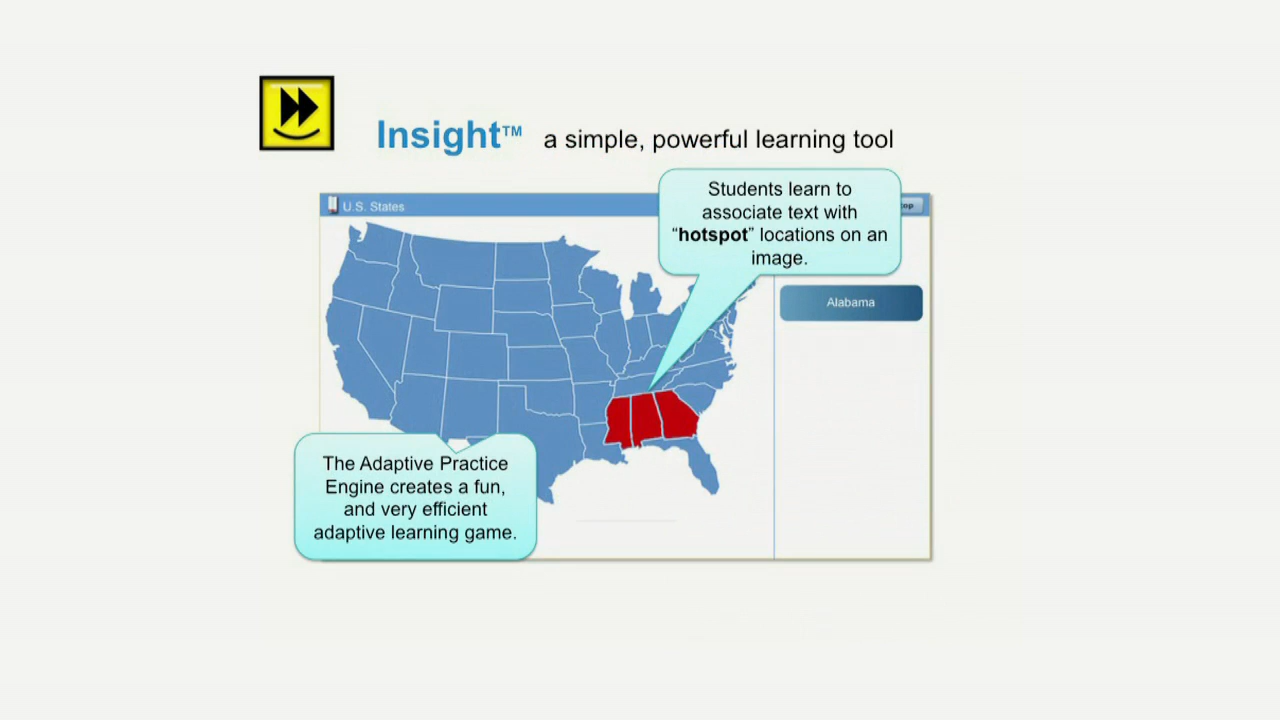 Insight™ a simple, powerful learning tool
U.S. States
Students learn to
associate text with
“hotspot” locations on an
image.
Alabama
The Adaptive Practice
Engine creates a fun,
and very efficient
adaptive learning game.